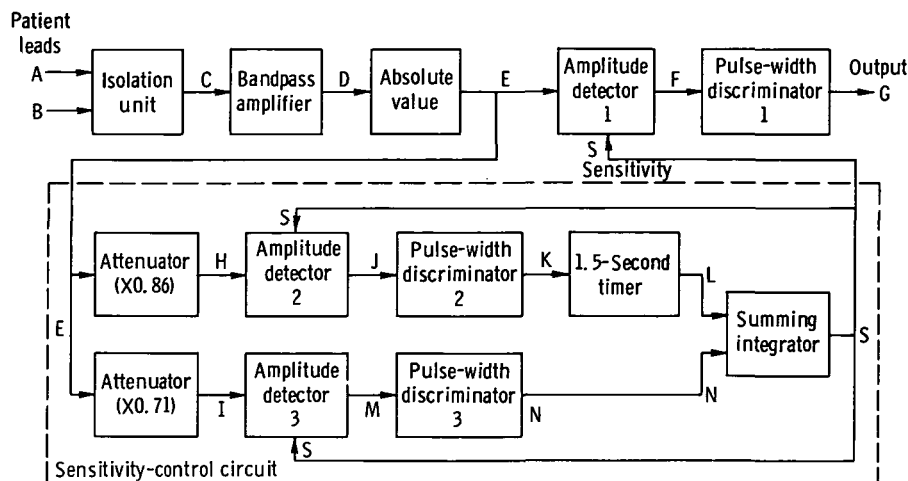 Patient
leads
A
B
Isolation
unit
C
Bandpass
amplifier
D
Absolute
value
E
Amplitude
detector
1
F
Pulse-width
discriminator
1
Output
G
S
Sensitivity
E
Attenuator
(X0.86)
H
S
Amplitude
detector
2
J
Pulse-width
discriminator
2
K
1.5-Second
timer
L
Summing
integrator
S
Attenuator
(X0.71)
I
Amplitude
detector
3
S
M
Pulse-width
discriminator
3
N
N
Sensitivity-control circuit